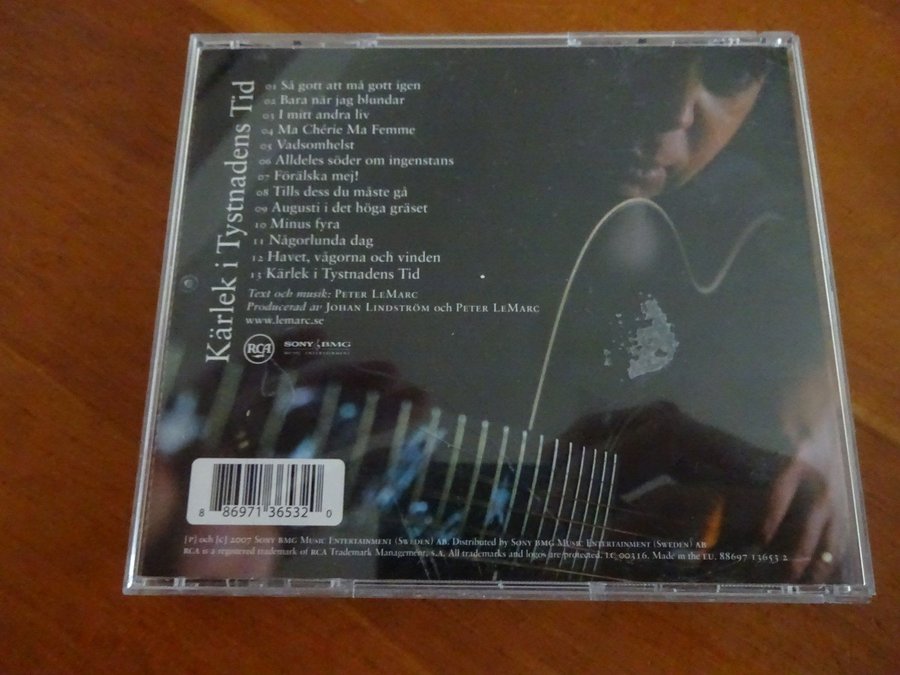 Kärlek i Tystnadens Tid
01 Så gott att må gott igen
02 Bara när jag blundar
03 I mitt andra liv
04 Ma Chérie Ma Femme
05 Vadsomhelst
06 Alldeles söder om ingenstans
07 Förälska mej!
08 Tills dess du måste gå
09 Augusti i det höga gräset
10 Minus fyra
11 Någorlunda dag
12 Havet, vågorna och vinden
13 Kärlek i Tystnadens Tid
Text och musik: Peter LeMarc
Producerad av Johan Lindström och Peter LeMarc
www.lemarc.se
RCA SONY BMG
MUSIC ENTERTAINMENT
8 86971 36532 0
[P] och [C] 2007 Sony BMG Music Entertainment (Sweden) AB. Distributed by Sony BMG Music Entertainment (Sweden) AB
RCA is a registered trademark of RCA Trademark Management, S.A. All trademarks and logos are protected. LC 00316. Made in the EU. 88697 13653 2